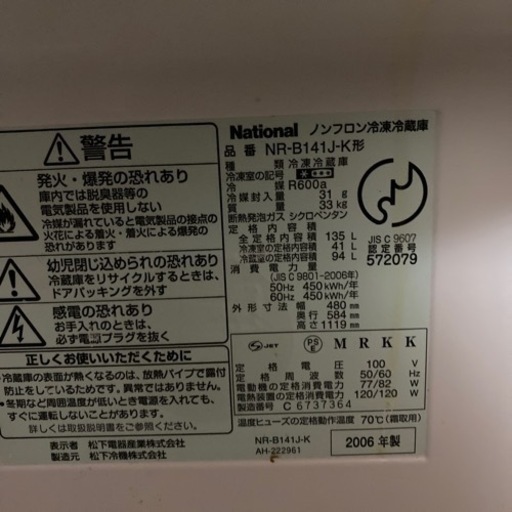 警告
発火・爆発の恐れあり
庫内では脱臭器等の
電気製品を使用しない
冷媒が漏れていると電気製品の接点の
火花による着火・着火による爆発の
恐れがあります
幼児閉じ込められの恐れあり
冷蔵庫をリサイクルするときは、
ドアパッキングを外す
感電の恐れあり
お手入れのときは、
必ず電源プラグを抜く
正しくお使いいただくために
・冷蔵庫の表面が熱くなるのは、放熱パイプで露付
防止をしているためです。異常ではありません。
・冬期など周囲温度が低いとき電源を入れても、
すぐに運転しないことがあります。
詳しくは取扱説明書をご参照ください。
表示者 松下電器産業株式会社
製造元 松下冷機株式会社
National ノンフロン冷凍冷蔵庫
品番 NR-B141J-K形
種類 冷凍冷蔵庫
冷凍室の記号
冷媒 R600a
冷媒封入量 31 g
質量 33 kg
断熱発泡ガス シクロペンタン
定格内容積
全定格内容積 135 L
冷凍室の定格内容積 41 L
冷蔵室の定格内容積 94 L
消費電力量
(JIS C 9801-2006年)
50Hz 450 kWh/年
60Hz 450 kWh/年
外形寸法 幅 480 mm
奥行 584 mm
高さ 1119 mm
JIS C 9607
認定番号
572079
JET
PS
E
MRKK
定格電圧 100 V
定格周波数 50/60 Hz
電動機の定格消費電力 77/82 W
電熱装置の定格消費電力 120/120 W
製造番号 C 6737364
温度ヒューズの定格動作温度 70℃(霜取用)
NR-B141J-K
AH-222961
2006 年製